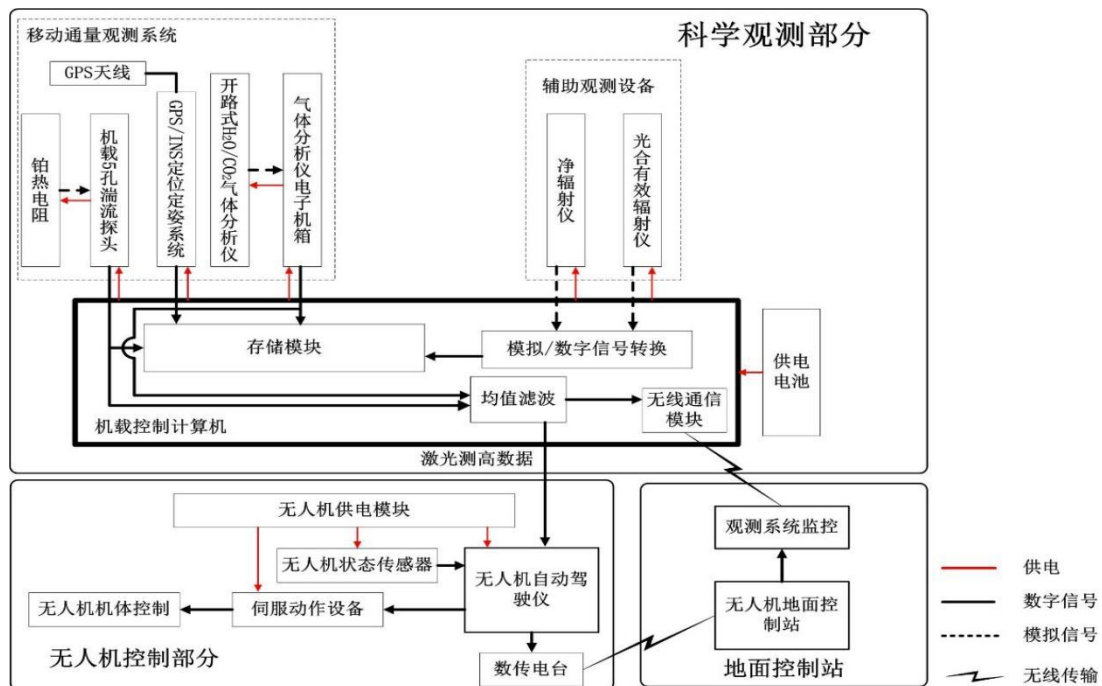 科学观测部分
移动通量观测系统
GPS天线
铂热电阻
机载5孔湍流探头
GPS/INS定位定姿系统
开路式H₂O/CO₂气体分析仪
气体分析仪电子机箱
辅助观测设备
净辐射仪
光合有效辐射仪
存储模块
模拟/数字信号转换
均值滤波
无线通信
模块
机载控制计算机
供电
电池
激光测高数据
无人机供电模块
无人机状态传感器
无人机自动驾
驶仪
无人机机体控制
伺服动作设备
数传电台
无人机控制部分
观测系统监控
无人机地面控
制站
地面控制站
供电
数字信号
模拟信号
无线传输